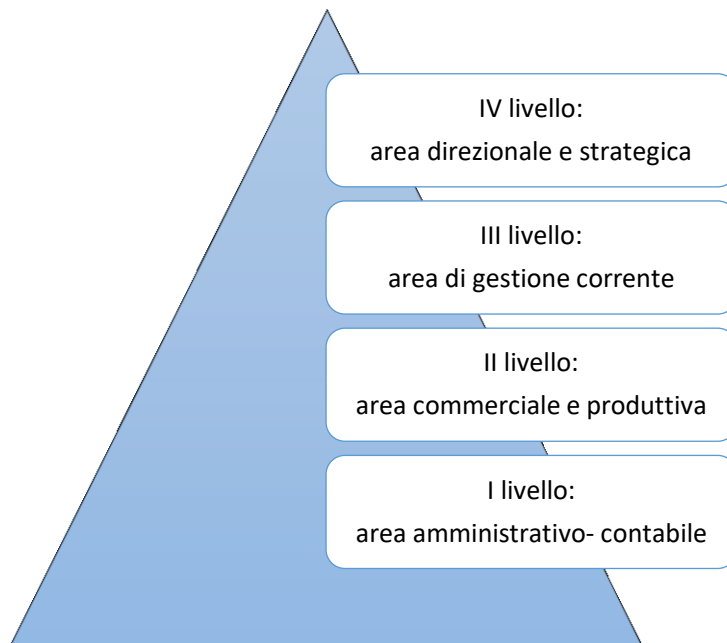 IV livello:
area direzionale e strategica
III livello:
area di gestione corrente
II livello:
area commerciale e produttiva
I livello:
area amministrativo- contabile